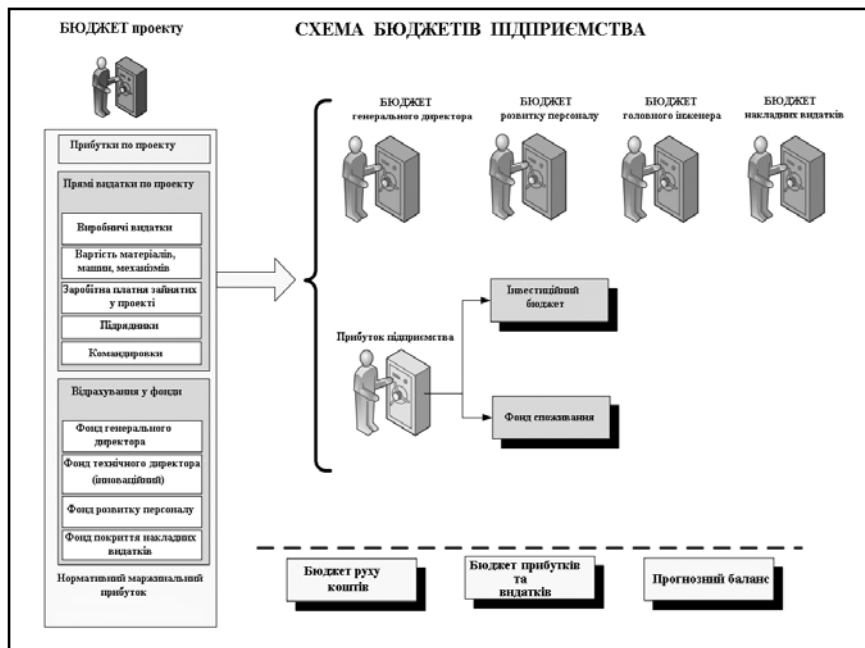 БЮДЖЕТ проекту
СХЕМА БЮДЖЕТІВ ПІДПРИЄМСТВА
Прибутки по проекту
Прямі видатки по проекту
Виробничі видатки
Вартість матеріалів,
машин, механізмів
Заробітна платня зайнятих
у проекті
Підрядники
Командировки
Відрахування у фонди
Фонд генерального
директора
Фонд технічного директора
(інноваційний)
Фонд розвитку персоналу
Фонд покриття накладних
видатків
Нормативний маржинальний
прибуток
БЮДЖЕТ
генерального директора
БЮДЖЕТ
розвитку персоналу
БЮДЖЕТ
головного інженера
БЮДЖЕТ
накладних видатків
Прибуток підприємства
Інвестиційний
бюджет
Фонд споживання
Бюджет руху
коштів
Бюджет прибутків
та
видатків
Прогнозний баланс